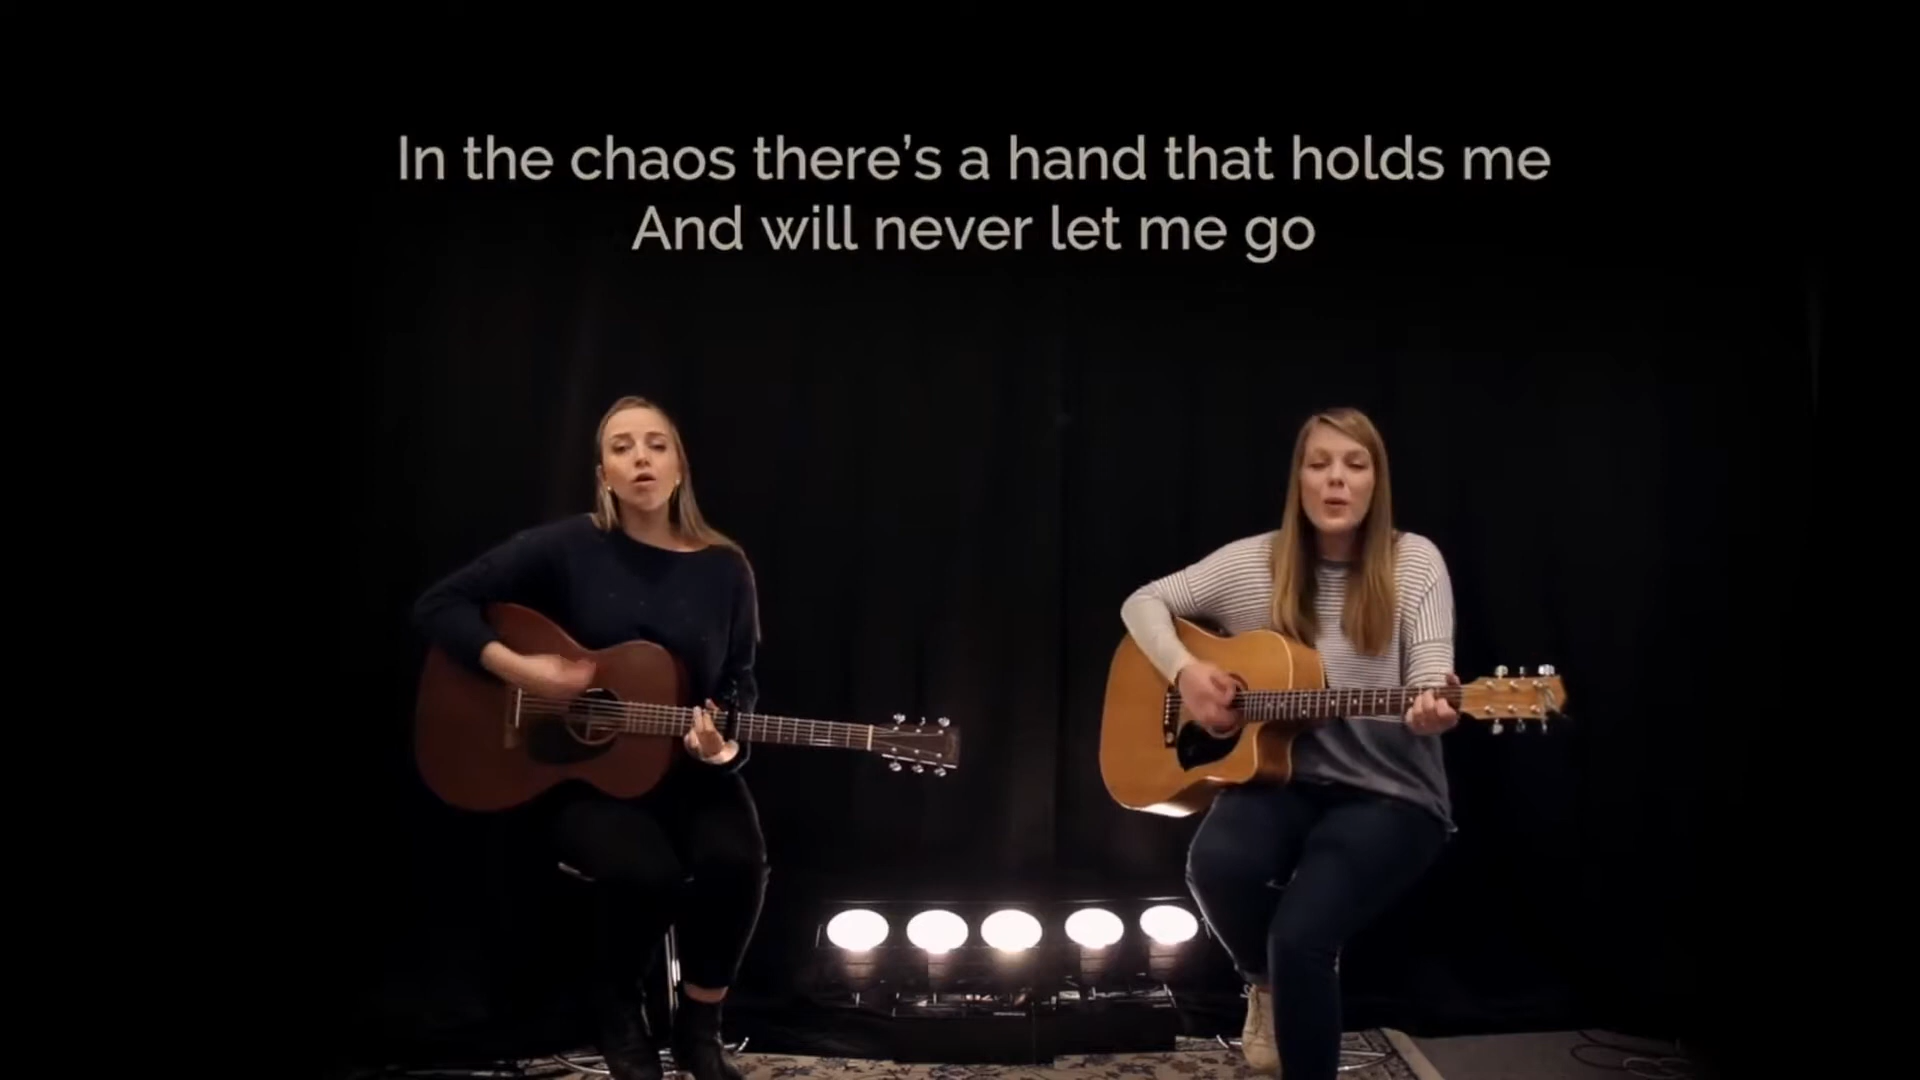 In the chaos there’s a hand that holds me
And will never let me go